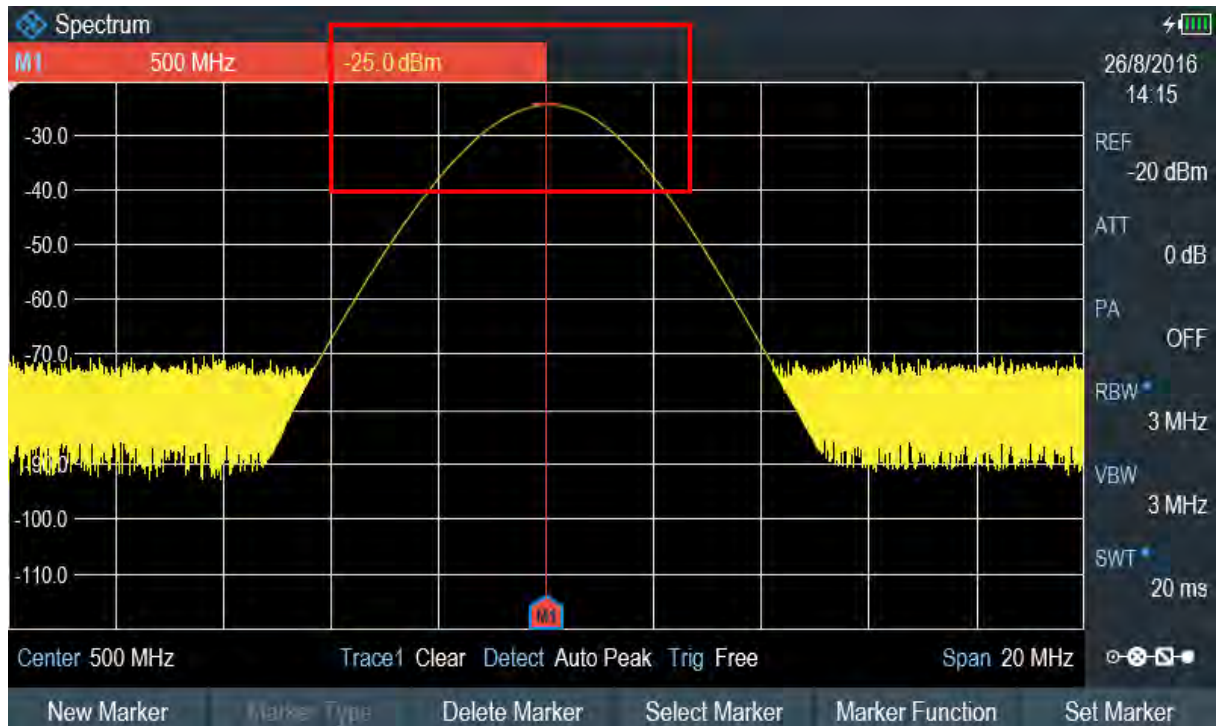 Spectrum
M1 500 MHz -25.0 dBm
26/8/2016
14:15
-30.0
-40.0
-50.0
-60.0
-70.0
-90.0
-100.0
-110.0
REF
-20 dBm
ATT
0 dB
PA
OFF
RBW
3 MHz
VBW
3 MHz
SWT
20 ms
M1
Center 500 MHz Trace1 Clear Detect Auto Peak Trig Free Span 20 MHz
New Marker Marker Type Delete Marker Select Marker Marker Function Set Marker